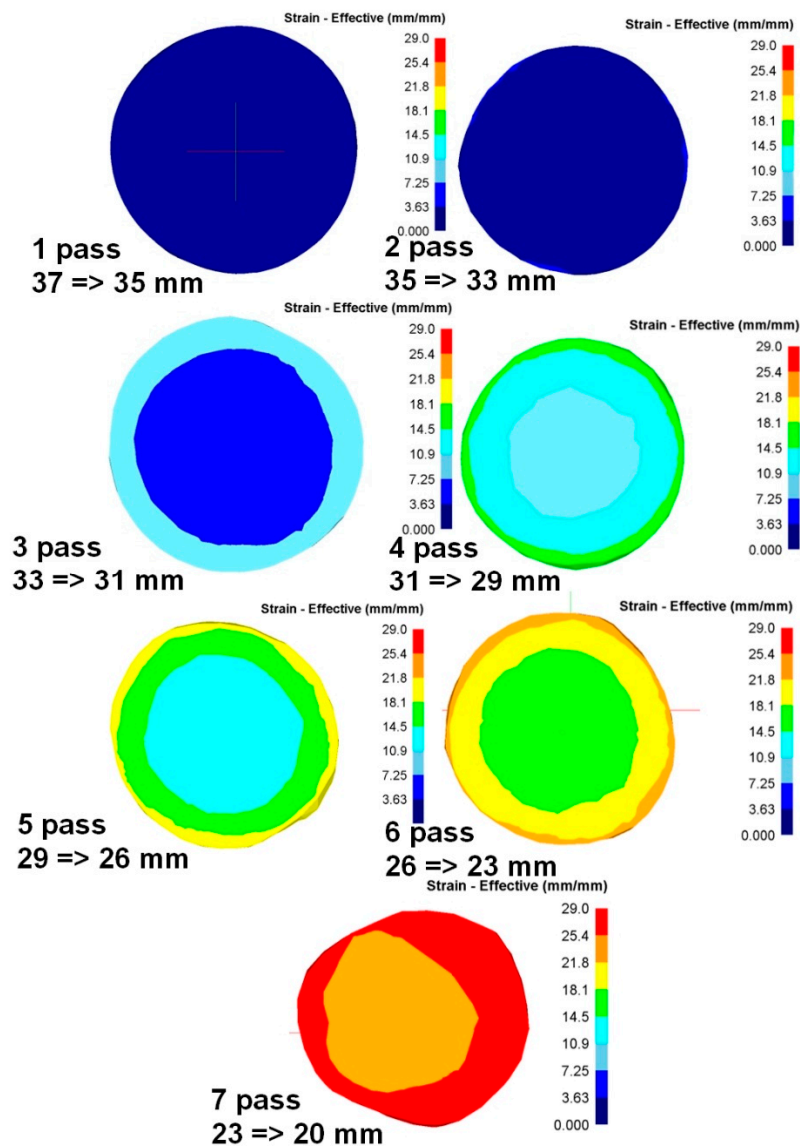 Strain - Effective (mm/mm)
29.0
25.4
21.8
18.1
14.5
10.9
7.25
3.63
0.000
1 pass
37 => 35 mm
Strain - Effective (mm/mm)
29.0
25.4
21.8
18.1
14.5
10.9
7.25
3.63
0.000
2 pass
35 => 33 mm
Strain - Effective (mm/mm)
29.0
25.4
21.8
18.1
14.5
10.9
7.25
3.63
0.000
3 pass
33 => 31 mm
Strain - Effective (mm/mm)
29.0
25.4
21.8
18.1
14.5
10.9
7.25
3.63
0.000
4 pass
31 => 29 mm
Strain - Effective (mm/mm)
29.0
25.4
21.8
18.1
14.5
10.9
7.25
3.63
5 pass
29 => 26 mm
Strain - Effective (mm/mm)
29.0
25.4
21.8
18.1
14.5
10.9
7.25
3.63
0.000
6 pass
26 => 23 mm
Strain - Effective (mm/mm)
29.0
25.4
21.8
18.1
14.5
10.9
7.25
3.63
0.000
7 pass
23 => 20 mm